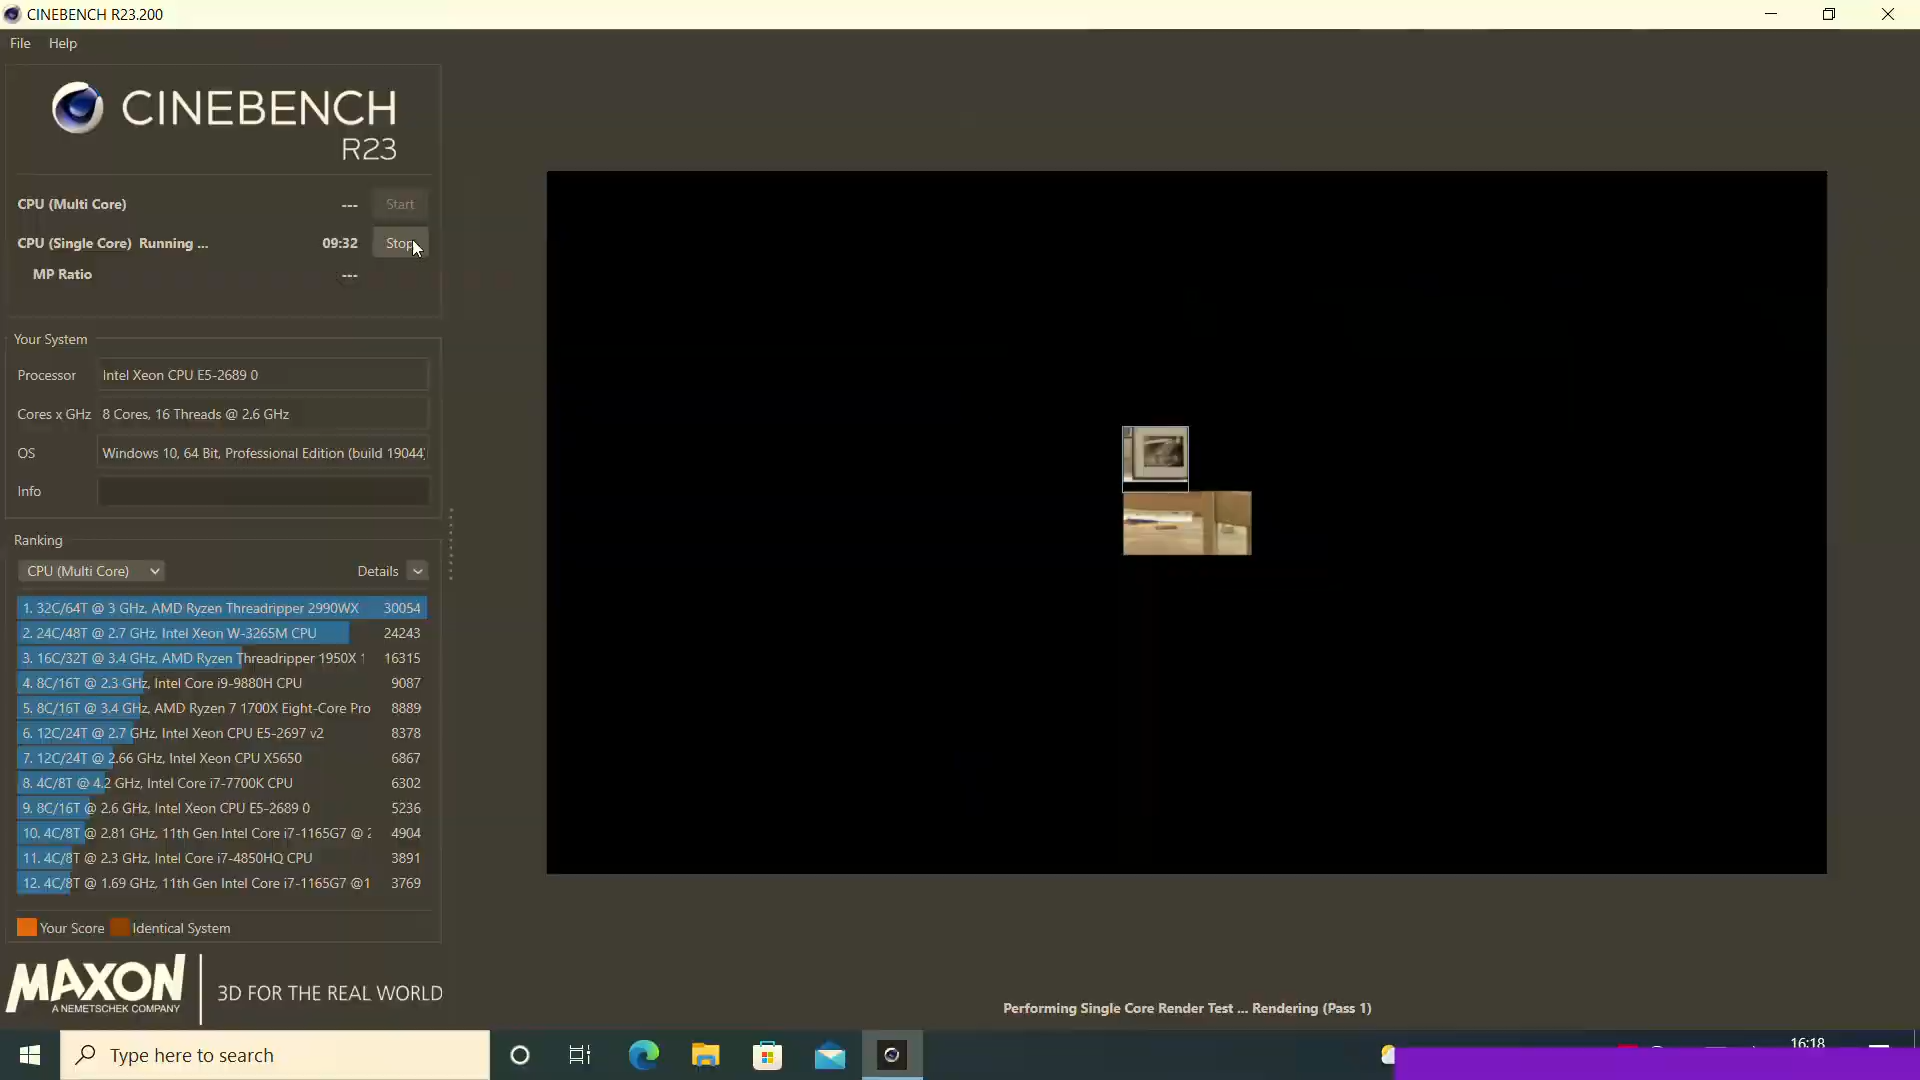 CINEBENCH R23.200
File Help
CINEBENCH
R23
CPU (Multi Core) --- Start
CPU (Single Core) Running ... 09:32 Stop
MP Ratio ---
Your System
Processor Intel Xeon CPU E5-2689 0
Cores x GHz 8 Cores, 16 Threads @ 2.6 GHz
OS Windows 10, 64 Bit, Professional Edition (build 19044)
Info
Ranking
CPU (Multi Core) Details
1. 32C/64T @ 3 GHz, AMD Ryzen Threadripper 2990WX 30054
2. 24C/48T @ 2.7 GHz, Intel Xeon W-3265M CPU 24243
3. 16C/32T @ 3.4 GHz, AMD Ryzen Threadripper 1950X 1 16315
4. 8C/16T @ 2.3 GHz, Intel Core i9-9880H CPU 9087
5. 8C/16T @ 3.4 GHz, AMD Ryzen 7 1700X Eight-Core Pro 8889
6. 12C/24T @ 2.7 GHz, Intel Xeon CPU E5-2697 v2 8378
7. 12C/24T @ 2.66 GHz, Intel Xeon CPU X5650 6867
8. 4C/8T @ 4.2 GHz, Intel Core i7-7700K CPU 6302
9. 8C/16T @ 2.6 GHz, Intel Xeon CPU E5-2689 0 5236
10. 4C/8T @ 2.81 GHz, 11th Gen Intel Core i7-1165G7 @ 2 4904
11. 4C/8T @ 2.3 GHz, Intel Core i7-4850HQ CPU 3891
12. 4C/8T @ 1.69 GHz, 11th Gen Intel Core i7-1165G7 @1 3769
Your Score Identical System
MAXON
A NEMETSCHEK COMPANY
3D FOR THE REAL WORLD
Performing Single Core Render Test ... Rendering (Pass 1)
Type here to search
16:18